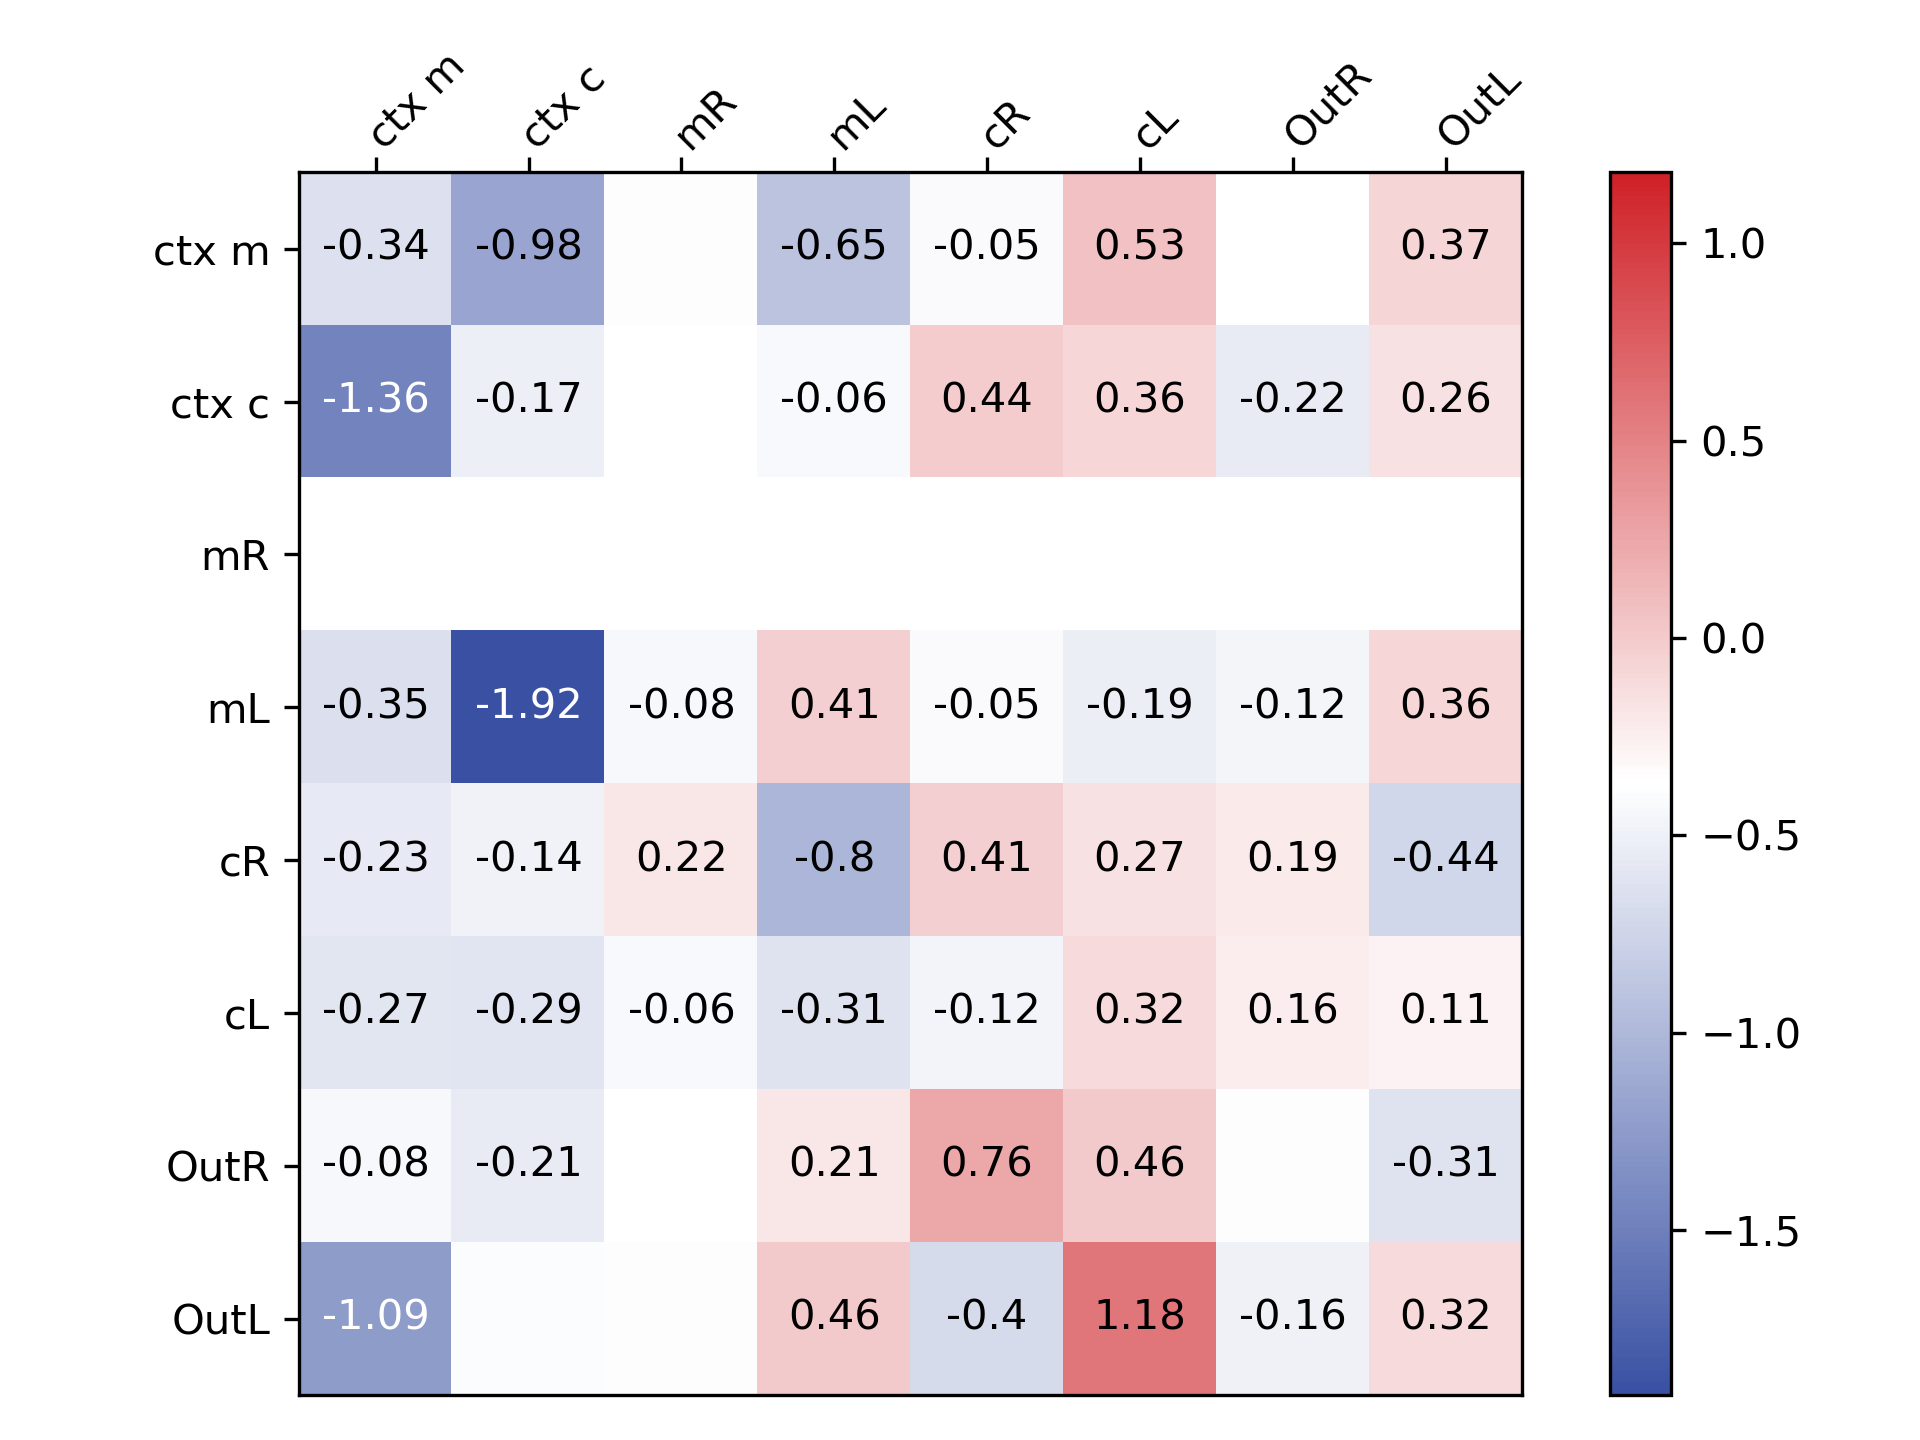 ctx m ctx c mR mL cR cL OutR OutL
ctx m -0.34 -0.98 -0.65 -0.05 0.53 0.37
ctx c -1.36 -0.17 -0.06 0.44 0.36 -0.22 0.26
mR
mL -0.35 -1.92 -0.08 0.41 -0.05 -0.19 -0.12 0.36
cR -0.23 -0.14 0.22 -0.8 0.41 0.27 0.19 -0.44
cL -0.27 -0.29 -0.06 -0.31 -0.12 0.32 0.16 0.11
OutR -0.08 -0.21 0.21 0.76 0.46 -0.31
OutL -1.09 0.46 -0.4 1.18 -0.16 0.32
1.0
0.5
0.0
−0.5
−1.0
−1.5